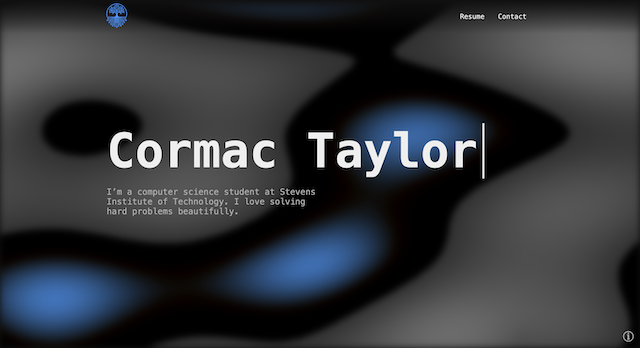 Resume Contact
Cormac Taylor
I'm a computer science student at Stevens
Institute of Technology. I love solving
hard problems beautifully.